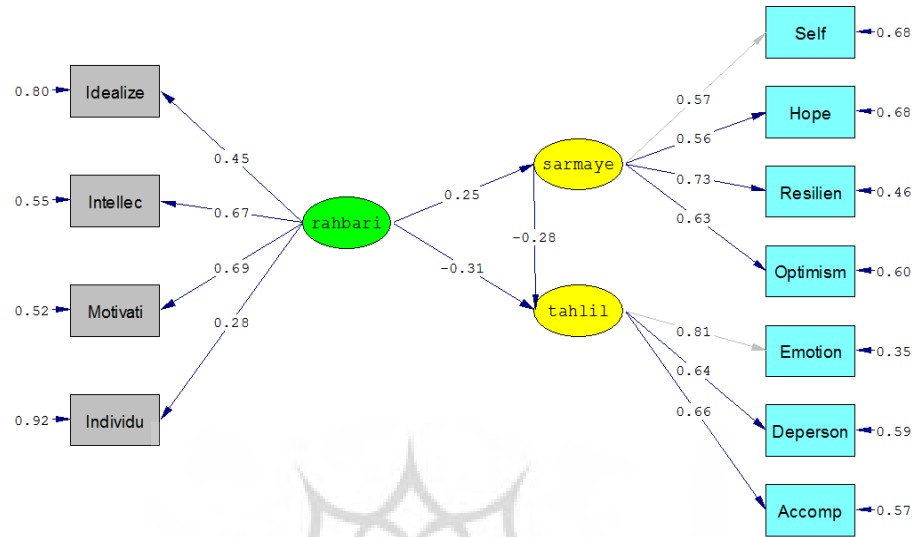 0.80
Idealize
0.45
0.55
Intellec
0.67
rahbari
0.52
Motivati
0.69
0.92
Individu
0.28
0.25
-0.31
sarmaye
-0.28
tahlil
0.57
Self
0.68
0.56
Hope
0.68
0.73
Resilien
0.46
0.63
Optimism
0.60
0.81
Emotion
0.35
0.64
Deperson
0.59
0.66
Accomp
0.57